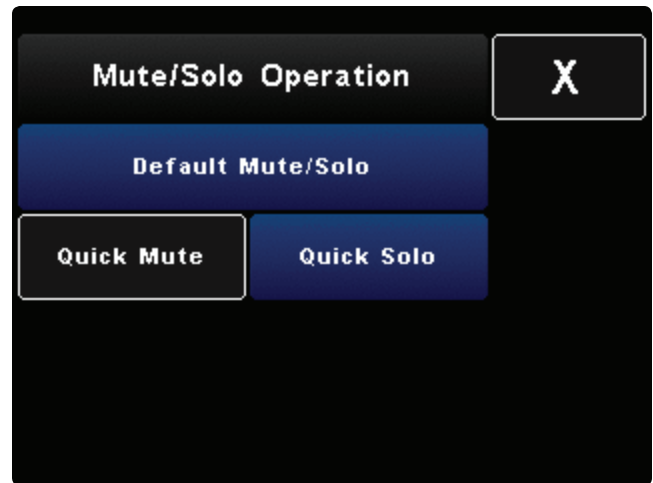 Mute/Solo Operation
X
Default Mute/Solo
Quick Mute
Quick Solo